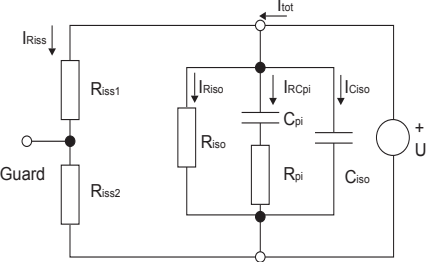 Itot
IRiss
IRiso
IRCpi
ICiso
Riss1
Cpi
+
U
Riso
Guard
Rpi
Ciso
Riss2